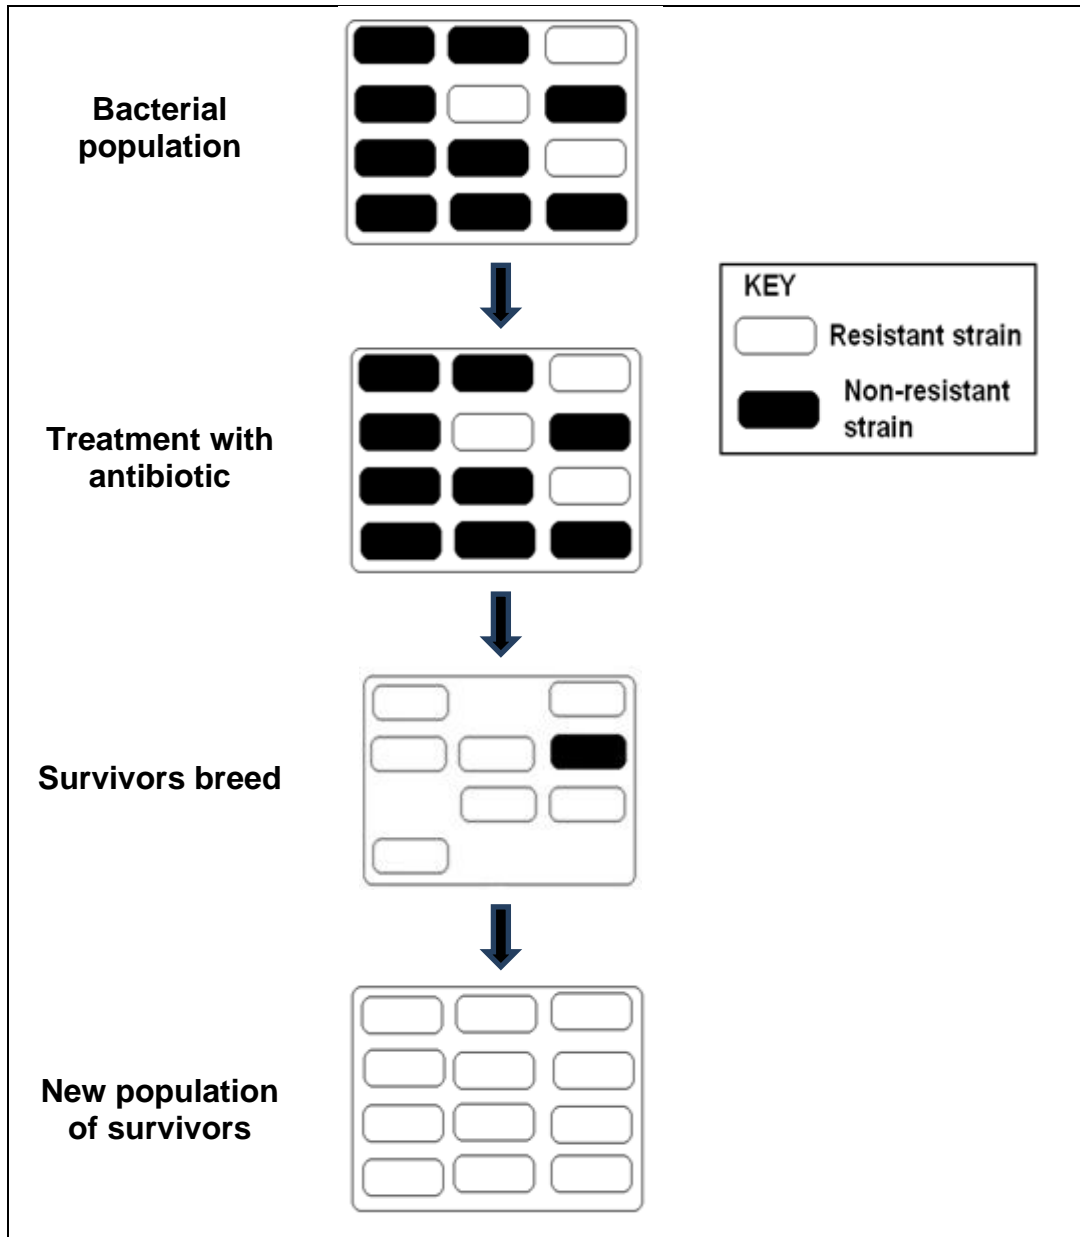 Bacterial
population
KEY
Resistant strain
Non-resistant
strain
Treatment with
antibiotic
Survivors breed
New population
of survivors